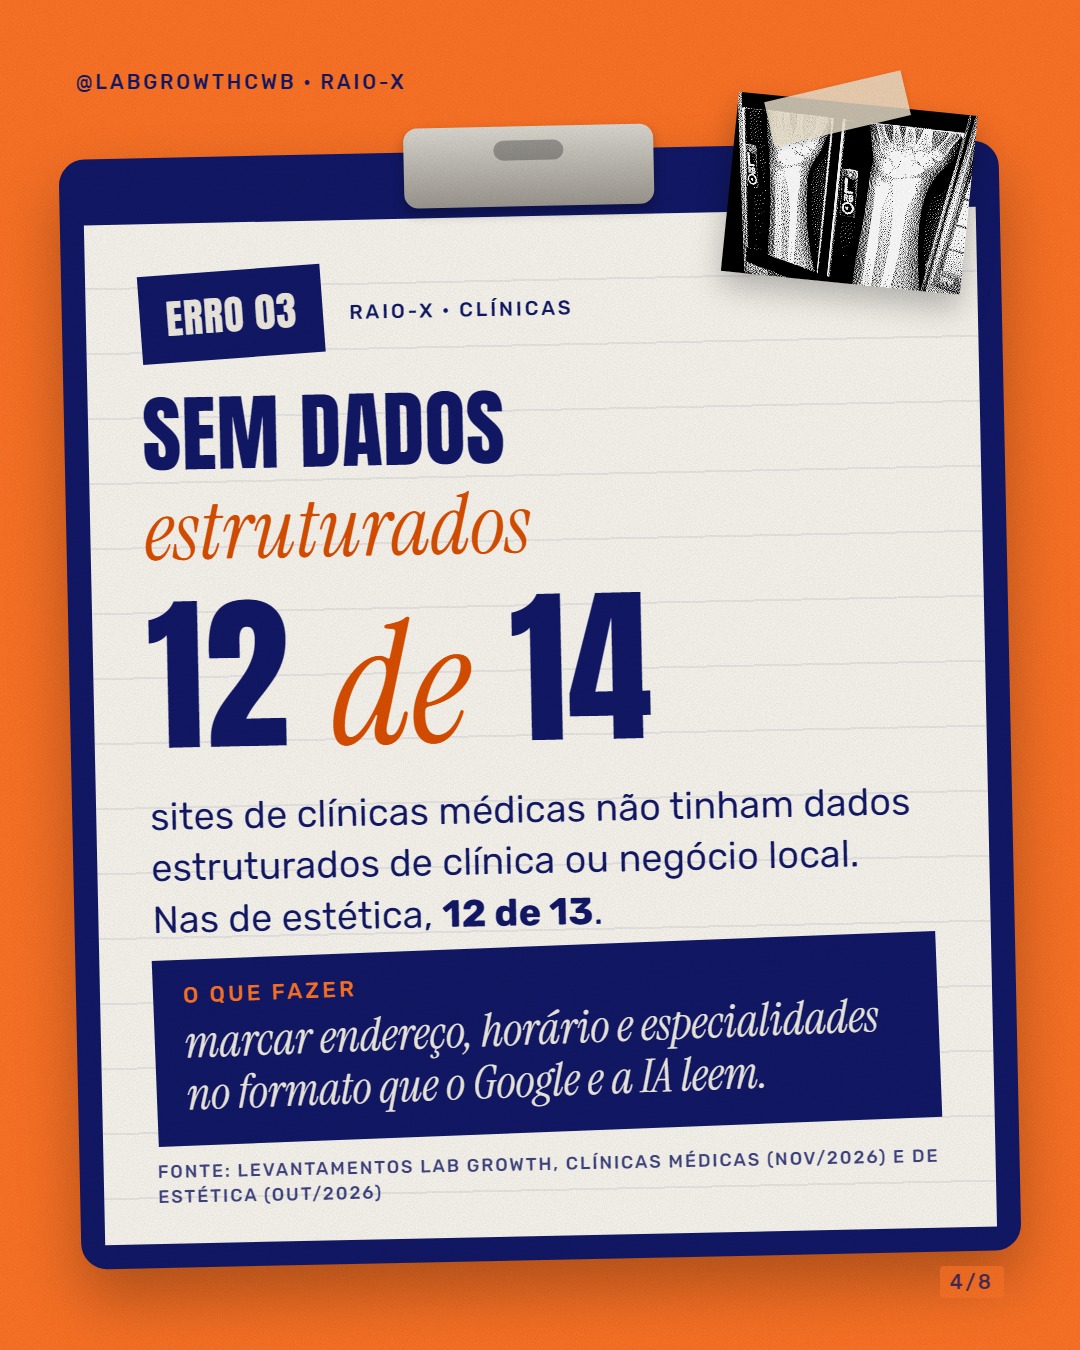 @LABGROWTHCWB • RAIO-X
ERRO 03
RAIO-X • CLÍNICAS
SEM DADOS
estruturados
12 de 14
sites de clínicas médicas não tinham dados
estruturados de clínica ou negócio local.
Nas de estética, 12 de 13.
O QUE FAZER
marcar endereço, horário e especialidades
no formato que o Google e a IA leem.
FONTE: LEVANTAMENTOS LAB GROWTH, CLÍNICAS MÉDICAS (NOV/2026) E DE
ESTÉTICA (OUT/2026)
4/8